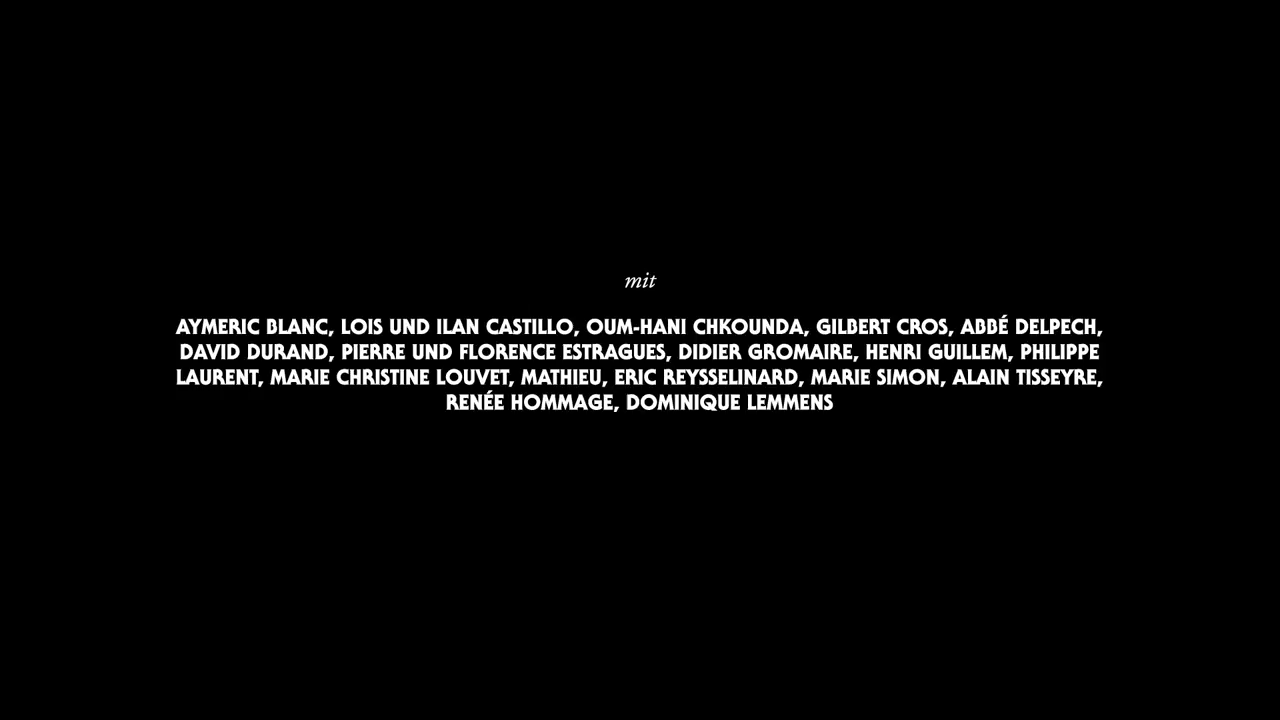 mit
AYMERIC BLANC, LOIS UND ILAN CASTILLO, OUM-HANI CHKOUNDA, GILBERT CROS, ABBÉ DELPECH,
DAVID DURAND, PIERRE UND FLORENCE ESTRAGUES, DIDIER GROMAIRE, HENRI GUILLEM, PHILIPPE
LAURENT, MARIE CHRISTINE LOUVET, MATHIEU, ERIC REYSSELINARD, MARIE SIMON, ALAIN TISSEYRE,
RENÉE HOMMAGE, DOMINIQUE LEMMENS